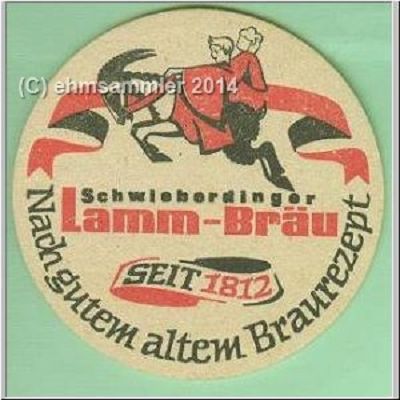 (C) ehmsammler 2014
Schwieberdinger
Lamm-Bräu
SEIT 1812
Nach gutem altem Braurezept